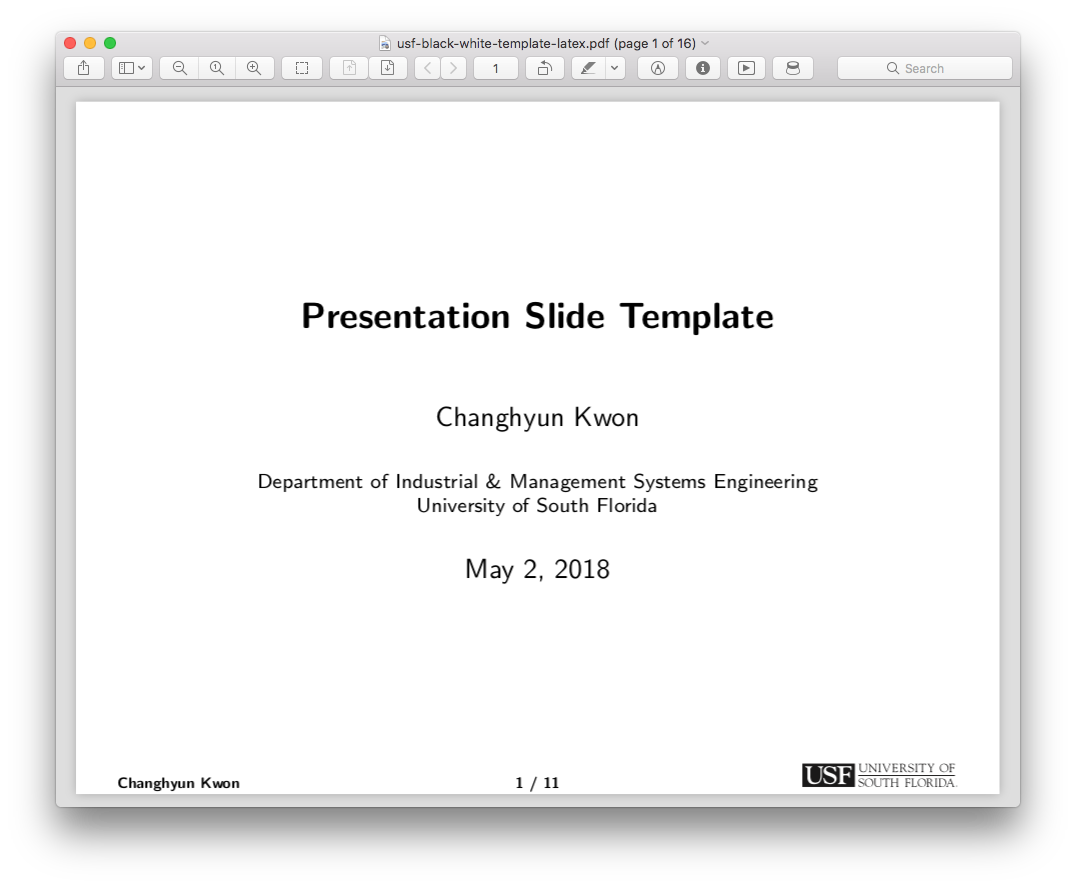 usf-black-white-template-latex.pdf (page 1 of 16)
1
Search
Presentation Slide Template
Changhyun Kwon
Department of Industrial & Management Systems Engineering
University of South Florida
May 2, 2018
Changhyun Kwon
1 / 11
USF UNIVERSITY OF
SOUTH FLORIDA.